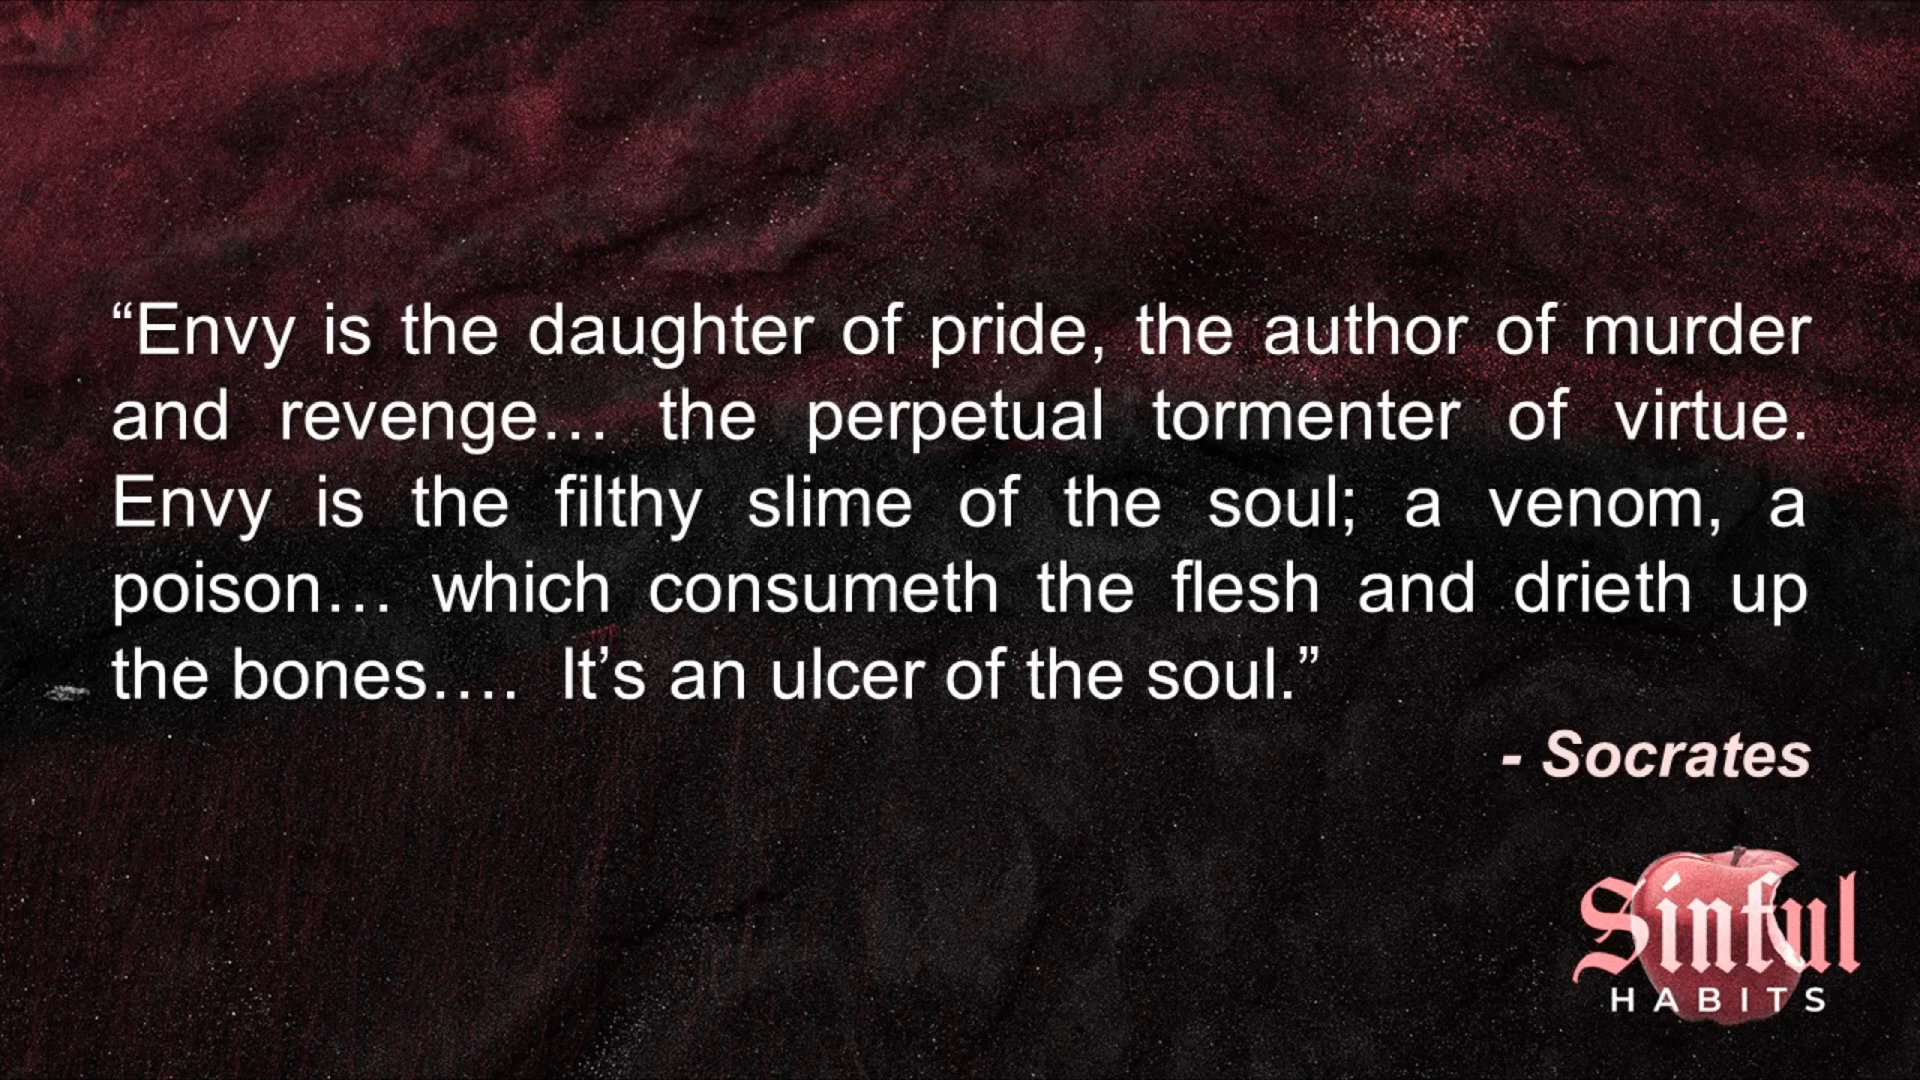 “Envy is the daughter of pride, the author of murder
and revenge… the perpetual tormenter of virtue.
Envy is the filthy slime of the soul; a venom, a
poison… which consumeth the flesh and drieth up
the bones…. It’s an ulcer of the soul.”
- Socrates
Sinful
HABITS